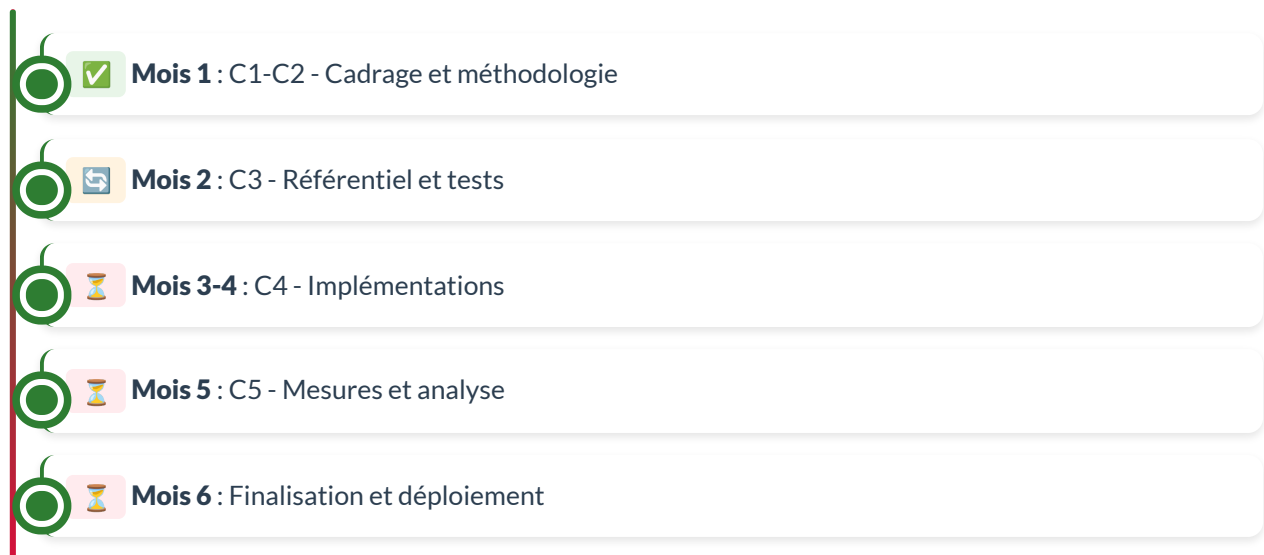 ✅ Mois 1 : C1-C2 - Cadrage et méthodologie
🔄 Mois 2 : C3 - Référentiel et tests
⏳ Mois 3-4 : C4 - Implémentations
⏳ Mois 5 : C5 - Mesures et analyse
⏳ Mois 6 : Finalisation et déploiement